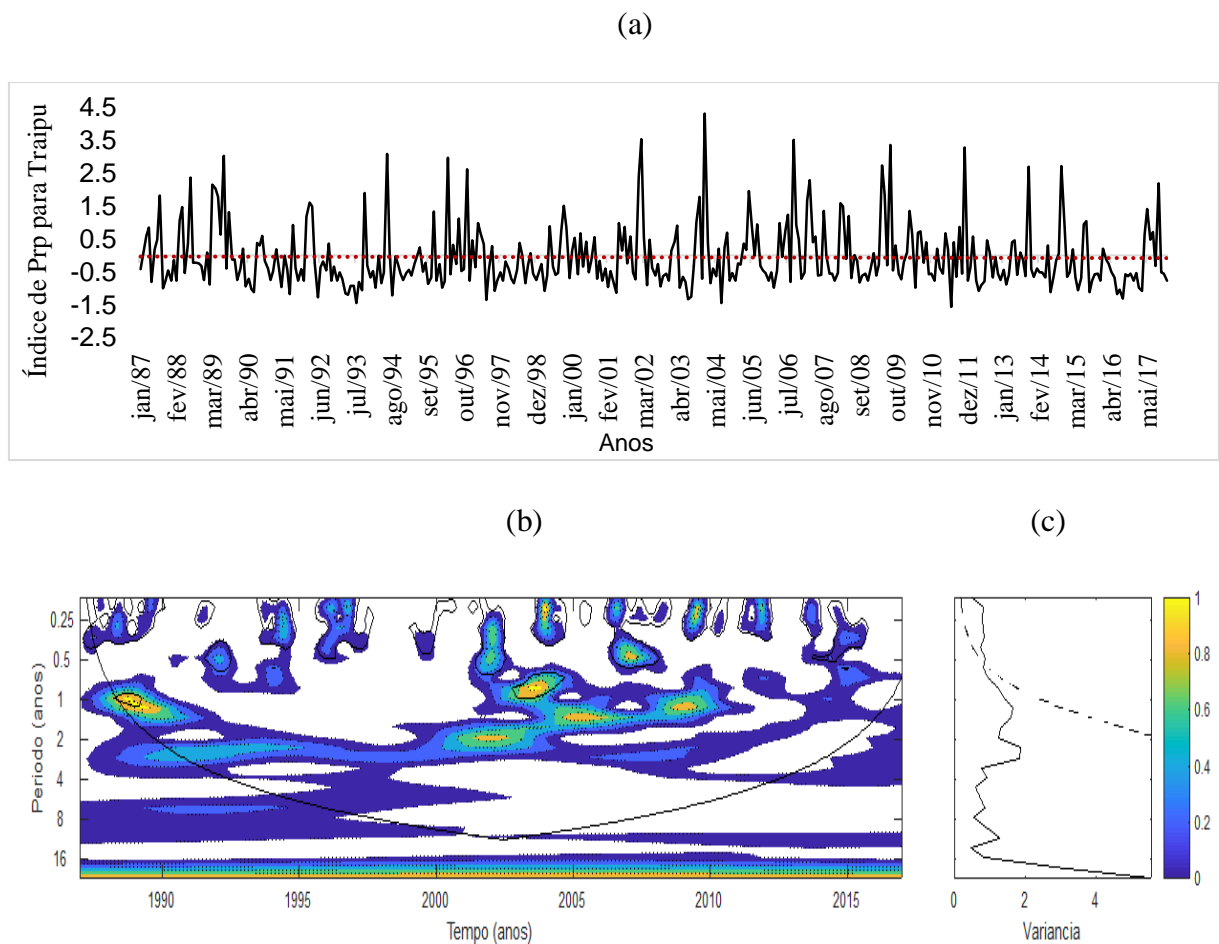 (a)
Índice de Prp para Traipu
4.5
3.5
2.5
1.5
0.5
-0.5
-1.5
-2.5
jan/87
fev/88
mar/89
abr/90
mai/91
jun/92
jul/93
ago/94
set/95
out/96
nov/97
dez/98
jan/00
fev/01
mar/02
abr/03
mai/04
jun/05
jul/06
ago/07
set/08
out/09
nov/10
dez/11
jan/13
fev/14
mar/15
abr/16
mai/17
Anos
(b)
Periodo (anos)
0.25
0.5
1
2
4
8
16
1990
1995
2000
2005
2010
2015
Tempo (anos)
(c)
0
2
4
Variancia
1
0.8
0.6
0.4
0.2
0